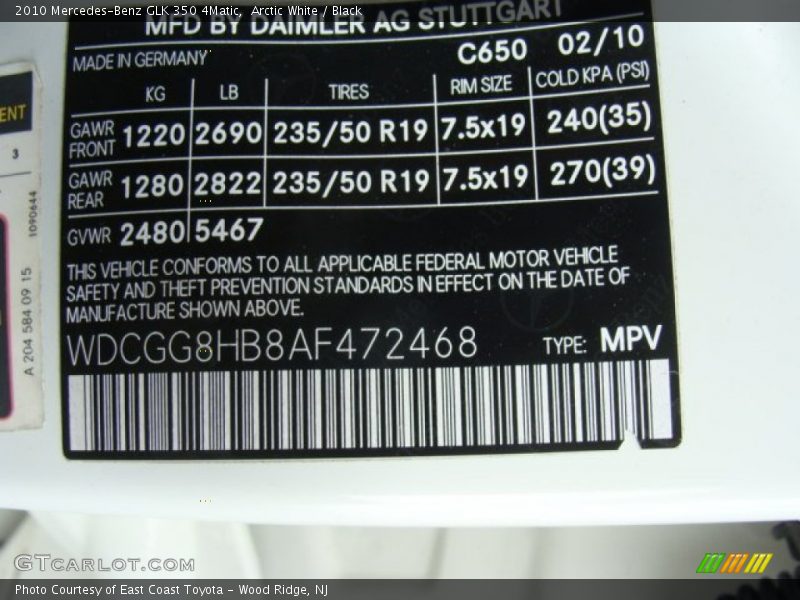 2010 Mercedes-Benz GLK 350 4Matic,  Arctic White / Black
MFD BY DAIMLER AG STUTTGART
MADE IN GERMANY C650 02/10
KG LB TIRES RIM SIZE COLD KPA (PSI)
GAWR FRONT 1220 2690 235/50 R19 7.5x19 240(35)
GAWR REAR 1280 2822 235/50 R19 7.5x19 270(39)
GVWR 2480 5467
THIS VEHICLE CONFORMS TO ALL APPLICABLE FEDERAL MOTOR VEHICLE
SAFETY AND THEFT PREVENTION STANDARDS IN EFFECT ON THE DATE OF
MANUFACTURE SHOWN ABOVE.
WDCGG8HB8AF472468 TYPE: MPV
3
1090644
A 204 584 09 15
GTCARLOT.COM
Photo Courtesy of East Coast Toyota - Wood Ridge, NJ